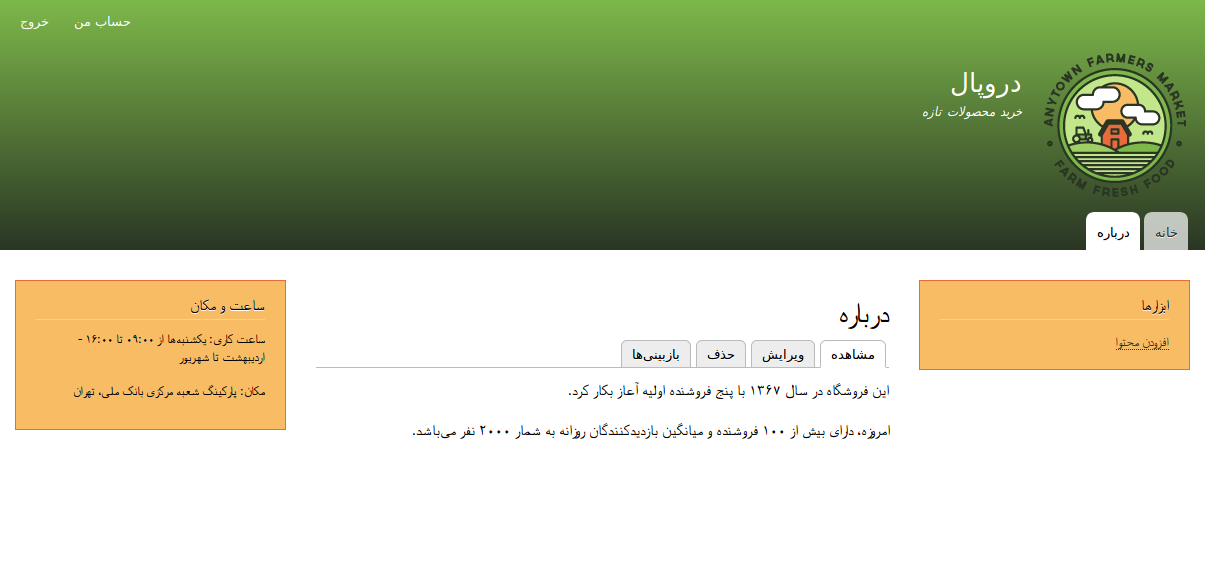 حساب من
خروج
ANYTOWN FARMERS MARKET
FARM FRESH FOOD
دروپال
خرید محصولات تازه
خانه
درباره
ابزارها
افزودن محتوا
درباره
مشاهده
ویرایش
حذف
بازبینی‌ها
این فروشگاه در سال ۱۳۶۷ با پنج فروشنده اولیه آغاز بکار کرد.
امروزه، دارای بیش از ۱۰۰ فروشنده و میانگین بازدیدکنندگان روزانه به شمار ۲۰۰۰ نفر می‌باشد.
ساعت و مکان
ساعت کاری: یکشنبه‌ها از ۰۹:۰۰ تا ۱۶:۰۰ -
اردیبهشت تا شهریور
مکان: پارکینگ شعبه مرکزی بانک ملی، تهران